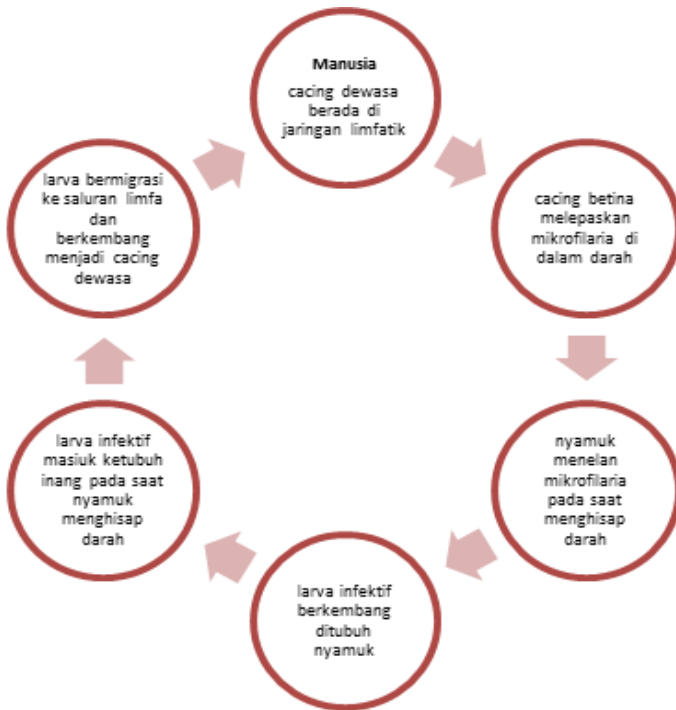 Manusia
cacing dewasa
berada di
jaringan limfatik
cacing betina
melepaskan
mikrofilaria di
dalam darah
nyamuk
menelan
mikrofilaria
pada saat
menghisap
darah
larva infektif
berkembang
ditubuh
nyamuk
larva infektif
masiuk ketubuh
inang pada saat
nyamuk
menghisap
darah
larva bermigrasi
ke saluran limfa
dan
berkembang
menjadi cacing
dewasa